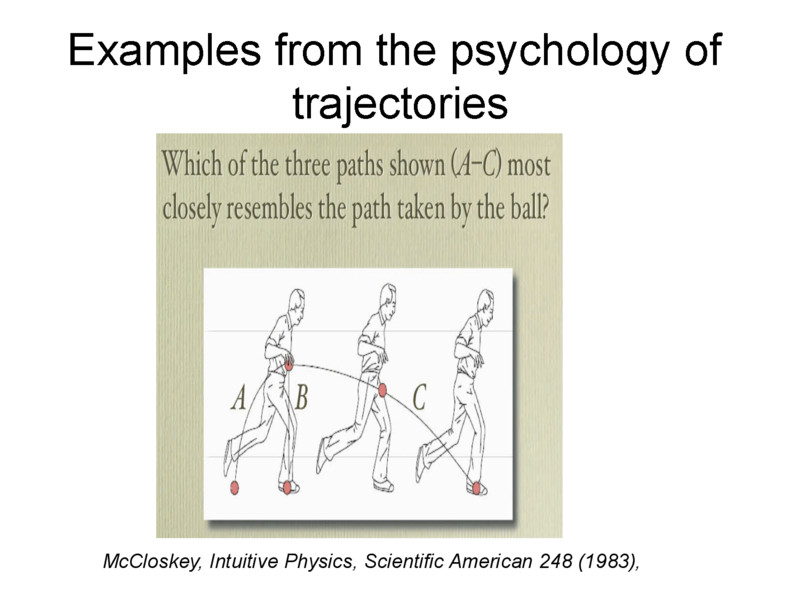 Examples from the psychology of
trajectories
Which of the three paths shown (A–C) most
closely resembles the path taken by the ball?
A B C
McCloskey, Intuitive Physics, Scientific American 248 (1983),